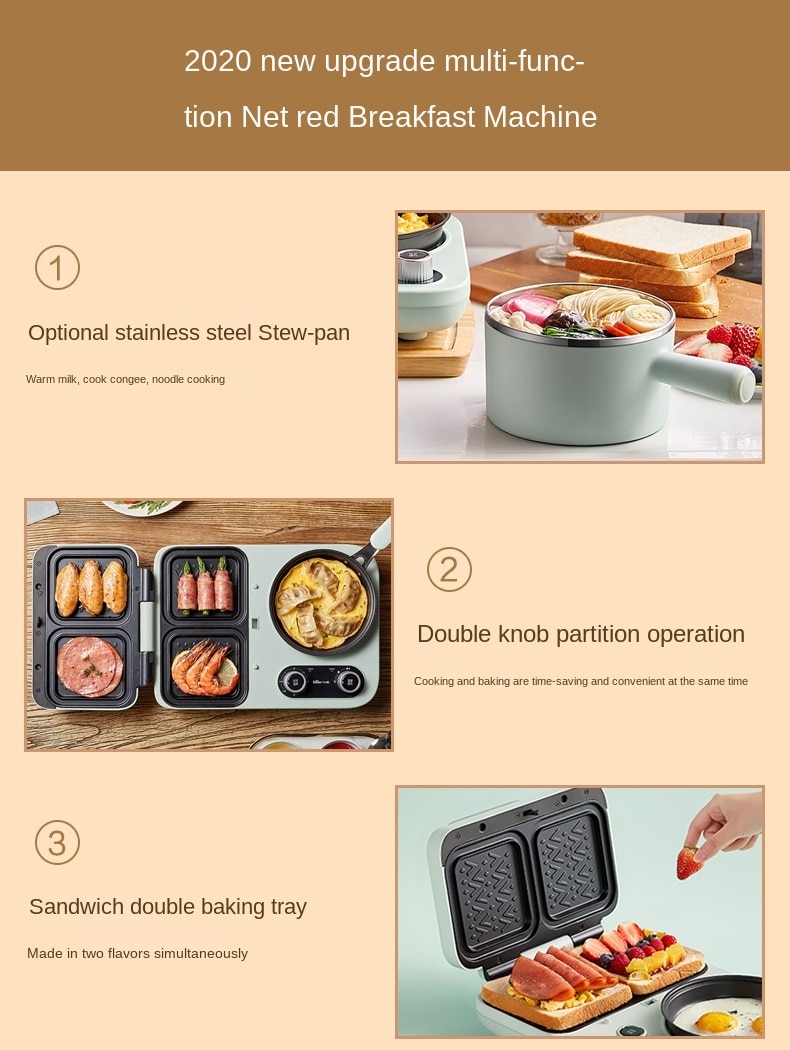 2020 new upgrade multi-func-
tion Net red Breakfast Machine
1
Optional stainless steel Stew-pan
Warm milk, cook congee, noodle cooking
2
Double knob partition operation
Cooking and baking are time-saving and convenient at the same time
3
Sandwich double baking tray
Made in two flavors simultaneously